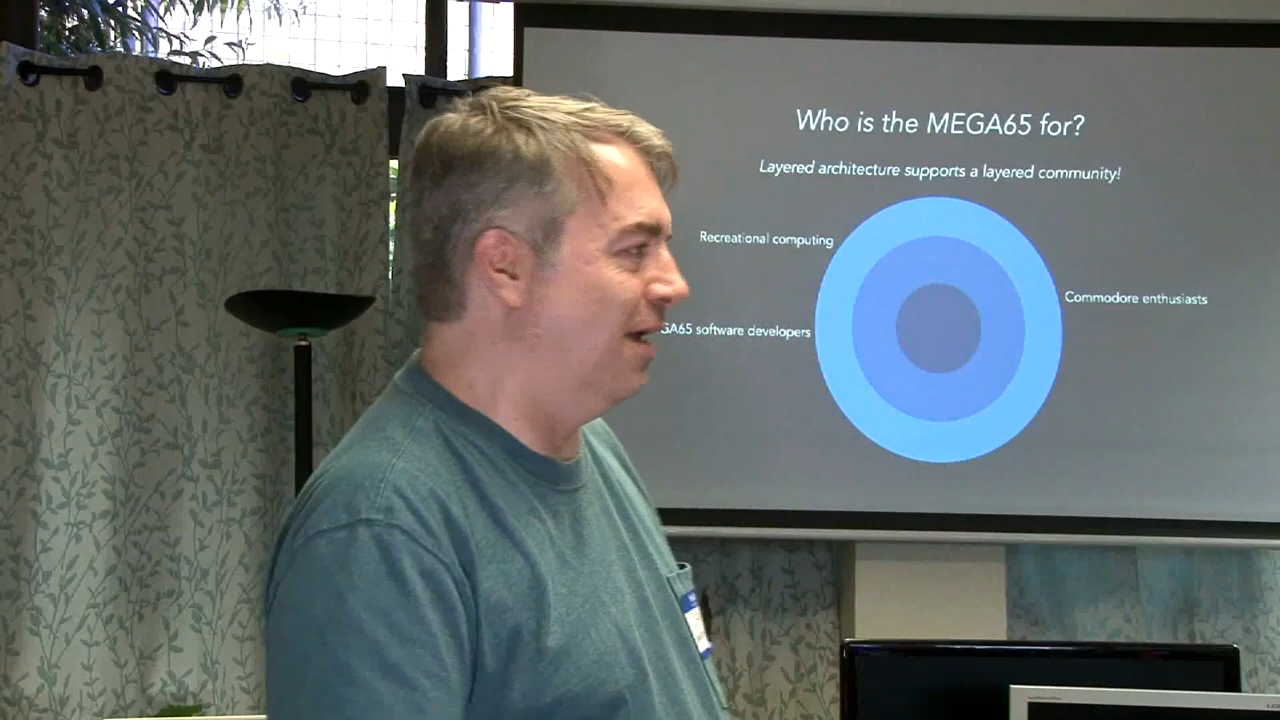 Who is the MEGA65 for?
Layered architecture supports a layered community!
Recreational computing
Commodore enthusiasts
GA65 software developers